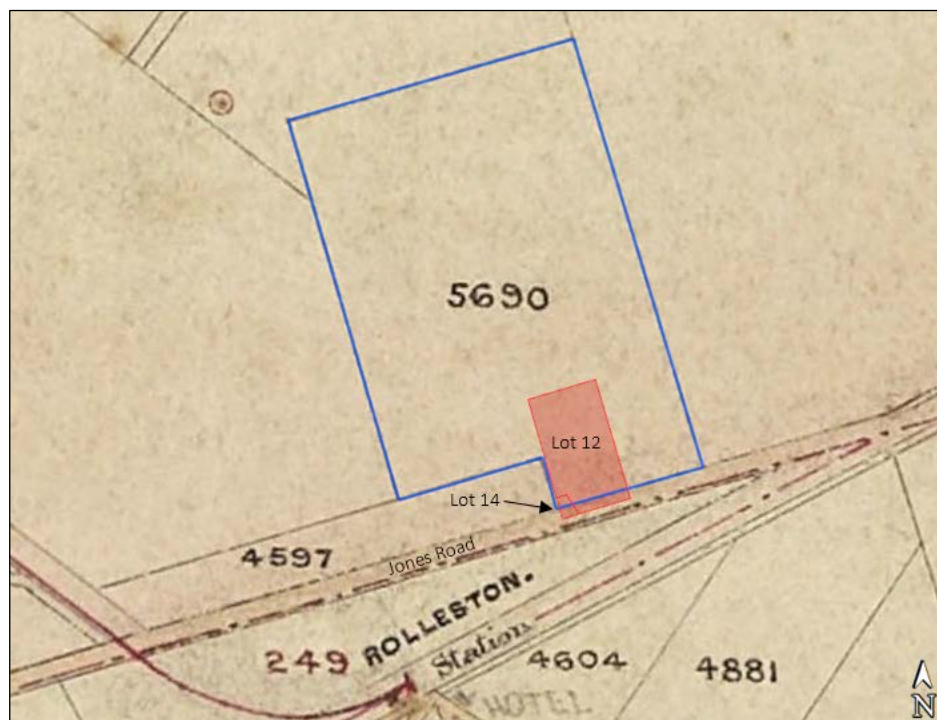 5690
Lot 12
Lot 14
4597
Jones Road
ROLLESTON.
249
Station
4604
4881
HOTEL
N